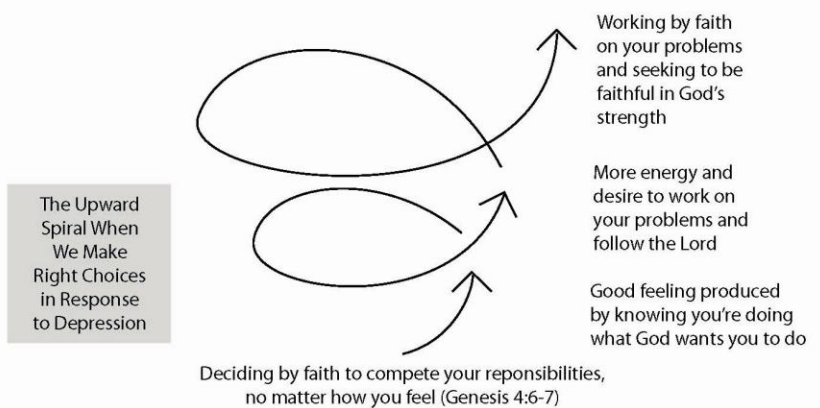 Working by faith
on your problems
and seeking to be
faithful in God's
strength
More energy and
desire to work on
your problems and
follow the Lord
The Upward
Spiral When
We Make
Right Choices
in Response
to Depression
Good feeling produced
by knowing you're doing
what God wants you to do
Deciding by faith to compete your reponsibilities,
no matter how you feel (Genesis 4:6-7)